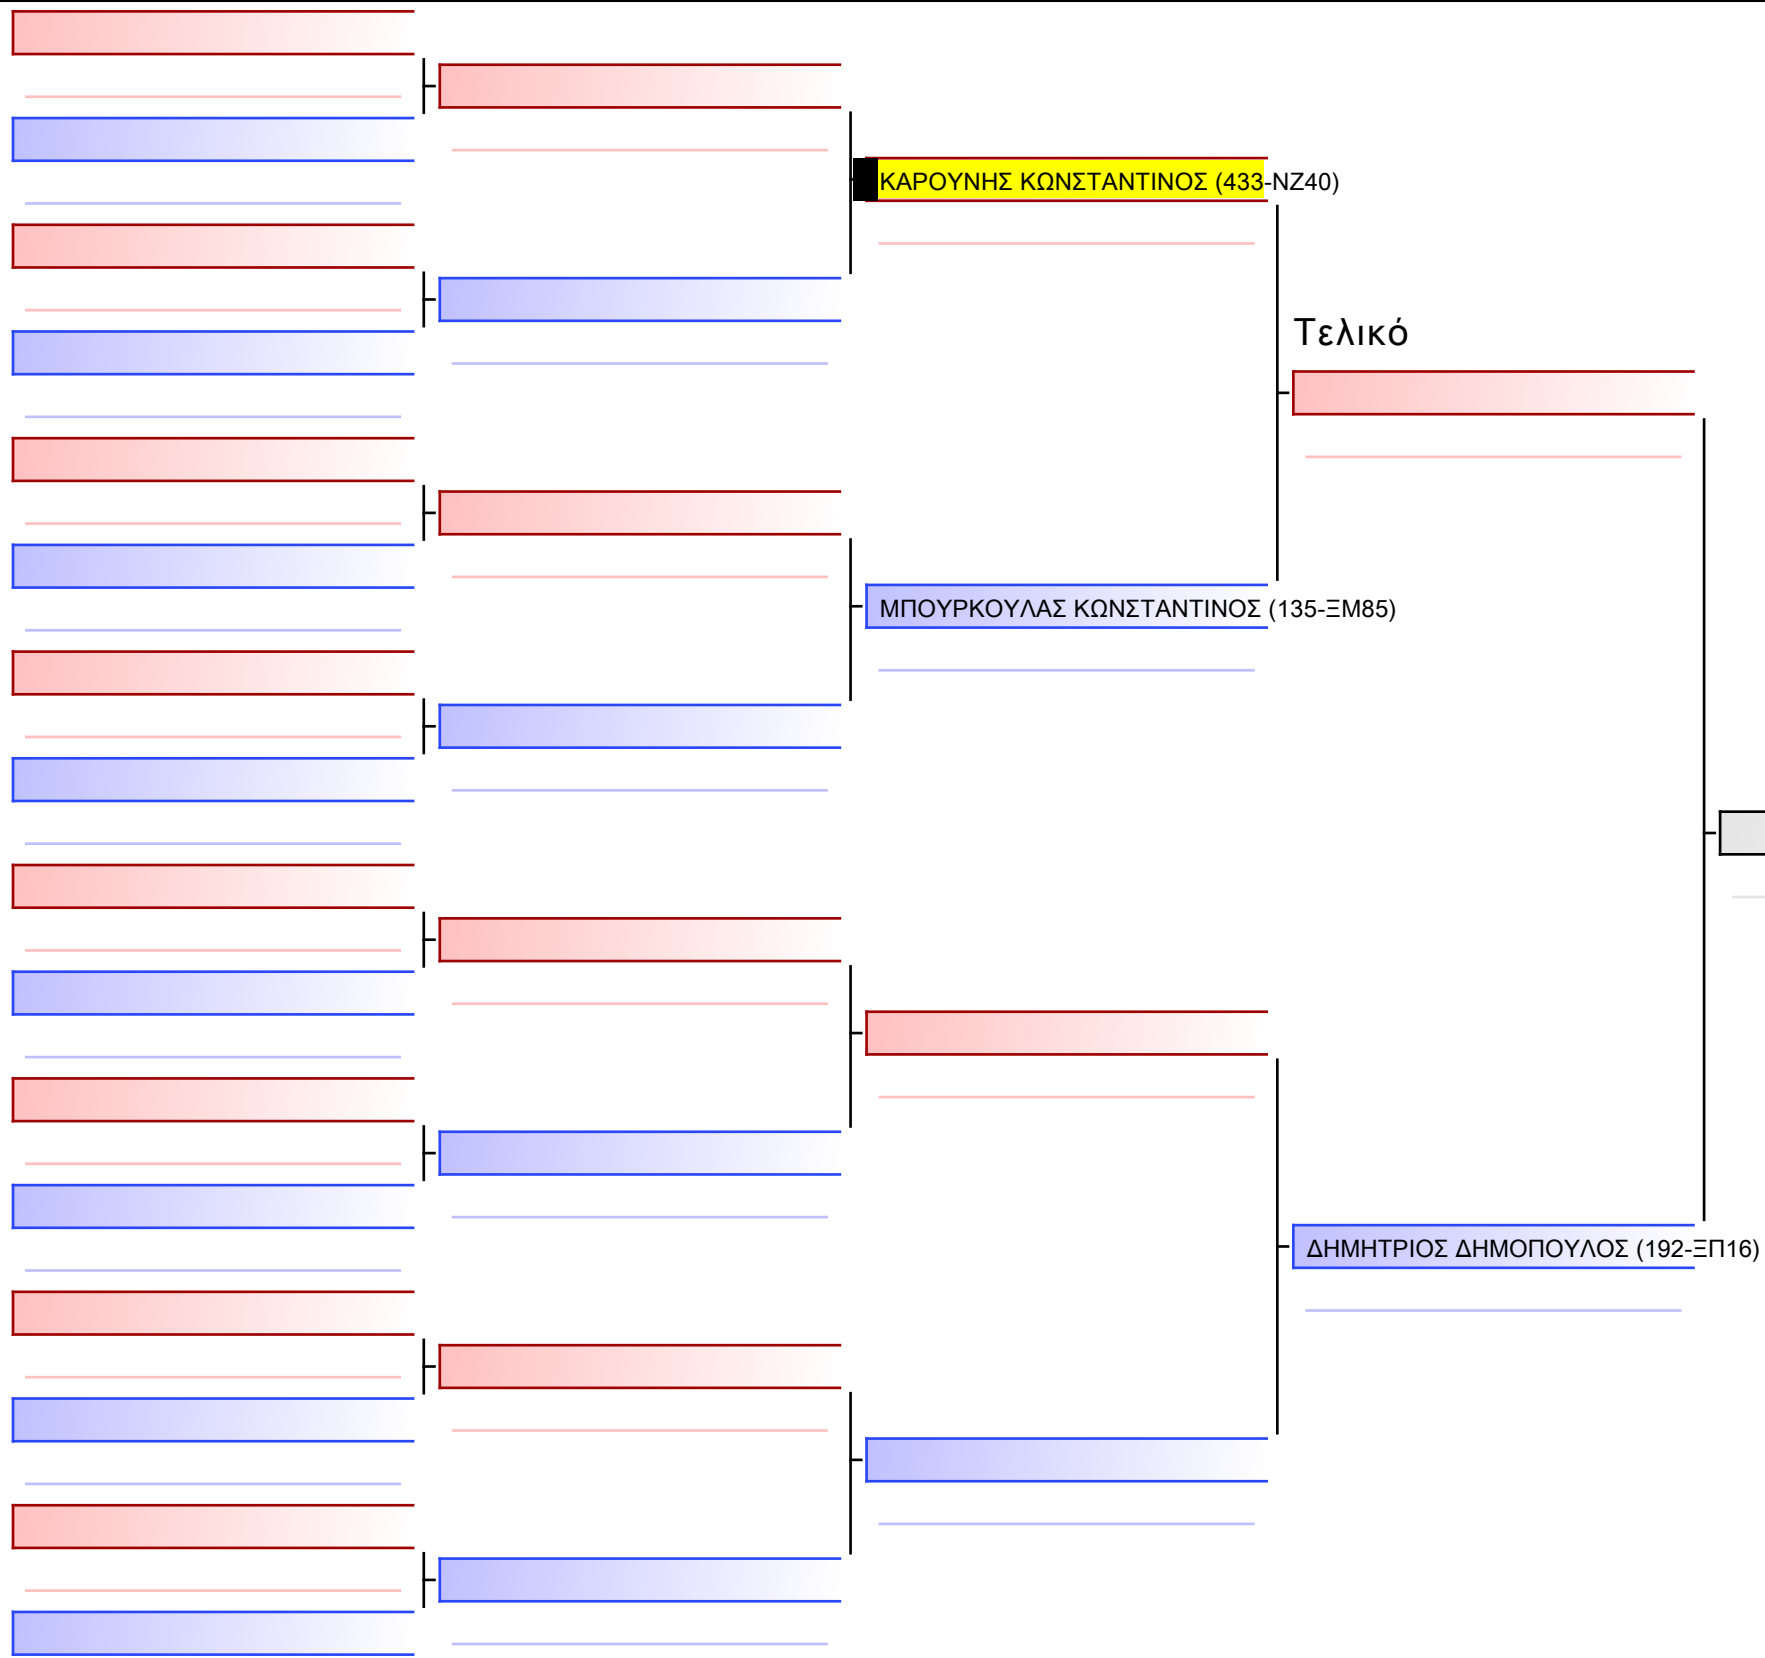 ΚΑΡΟΥΝΗΣ ΚΩΝΣΤΑΝΤΙΝΟΣ (433-ΝΖ40)
Τελικό
ΜΠΟΥΡΚΟΥΛΑΣ ΚΩΝΣΤΑΝΤΙΝΟΣ (135-ΞΜ85)
ΔΗΜΗΤΡΙΟΣ ΔΗΜΟΠΟΥΛΟΣ (192-ΞΠ16)